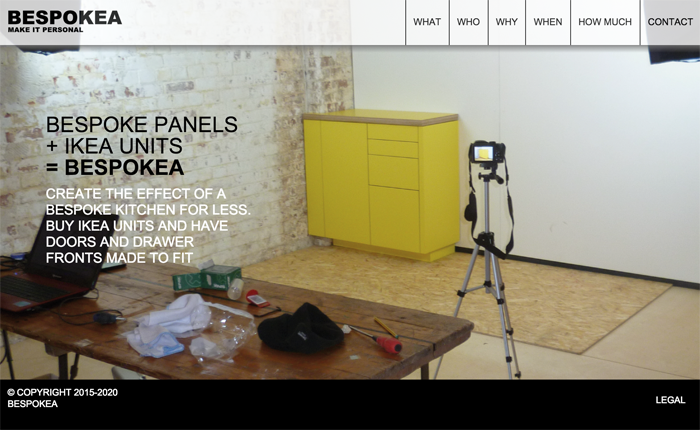 BESPOKEA
MAKE IT PERSONAL
WHAT
WHO
WHY
WHEN
HOW MUCH
CONTACT
BESPOKE PANELS
+ IKEA UNITS
= BESPOKEA
CREATE THE EFFECT OF A
BESPOKE KITCHEN FOR LESS.
BUY IKEA UNITS AND HAVE
DOORS AND DRAWER
FRONTS MADE TO FIT
© COPYRIGHT 2015-2020
BESPOKEA
LEGAL